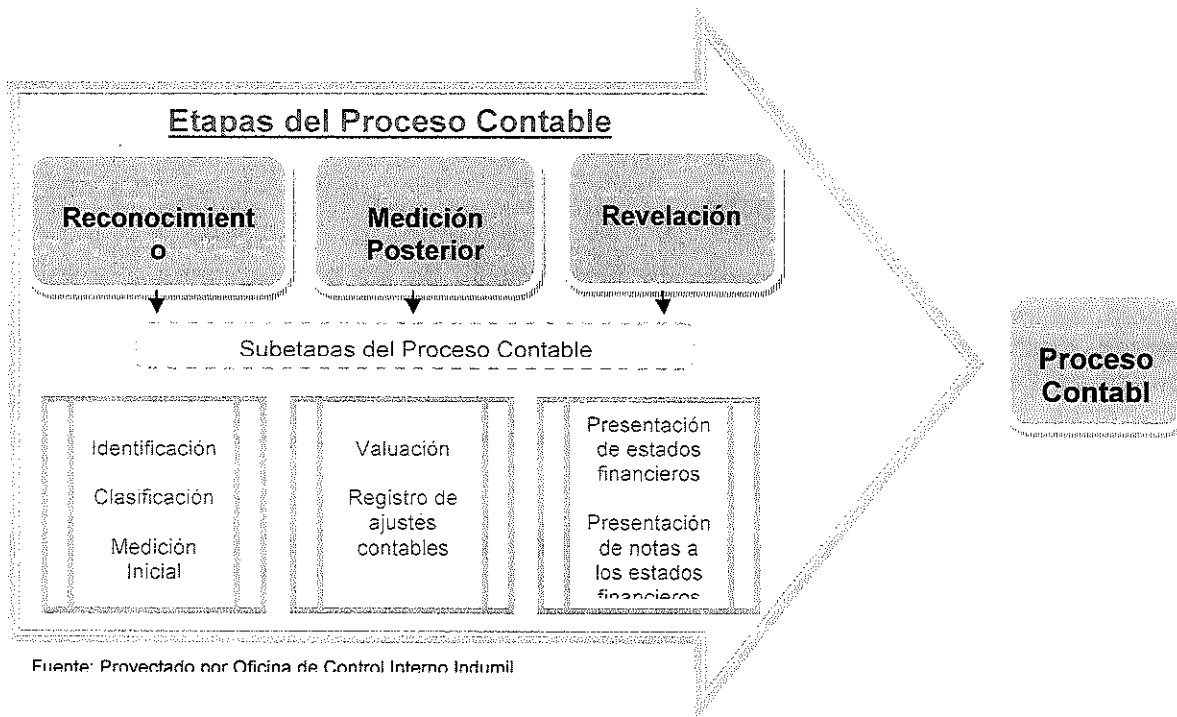 Etapas del Proceso Contable
Reconocimient
o
Medición
Posterior
Revelación
Subetapas del Proceso Contable
Identificación
Clasificación
Medición
Inicial
Valuación
Registro de
ajustes
contables
Presentación
de estados
financieros
Presentación
de notas a
los estados
financieros
Proceso
Contabl
Fuente: Proyectado por Oficina de Control Interno Indumil